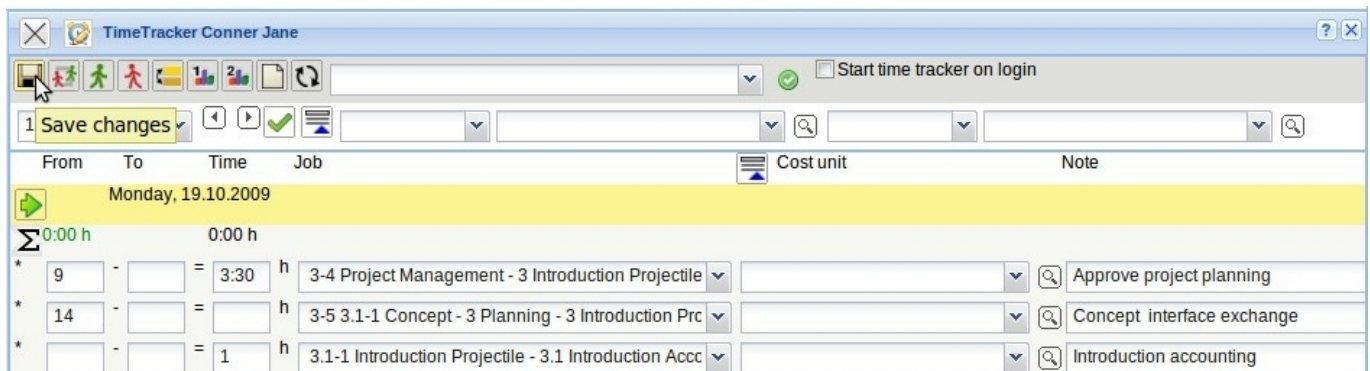 TimeTracker Conner Jane
Start time tracker on login
1
Save changes
From To Time Job Cost unit Note
Monday, 19.10.2009
Σ 0:00 h 0:00 h
* 9 - = 3:30 h 3-4 Project Management - 3 Introduction Projectile Approve project planning
* 14 - = h 3-5 3.1-1 Concept - 3 Planning - 3 Introduction Prc Concept interface exchange
* - = 1 h 3.1-1 Introduction Projectile - 3.1 Introduction Accc Introduction accounting